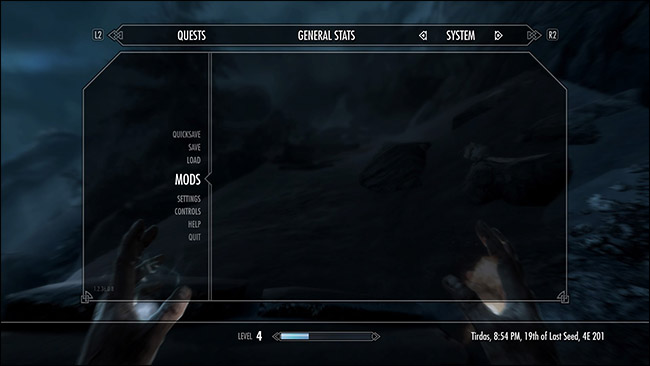 L2 QUESTS GENERAL STATS SYSTEM R2
QUICKSAVE
SAVE
LOAD
MODS
SETTINGS
CONTROLS
HELP
QUIT
LEVEL 4
Tirdas, 8:54 PM, 19th of Last Seed, 4E 201